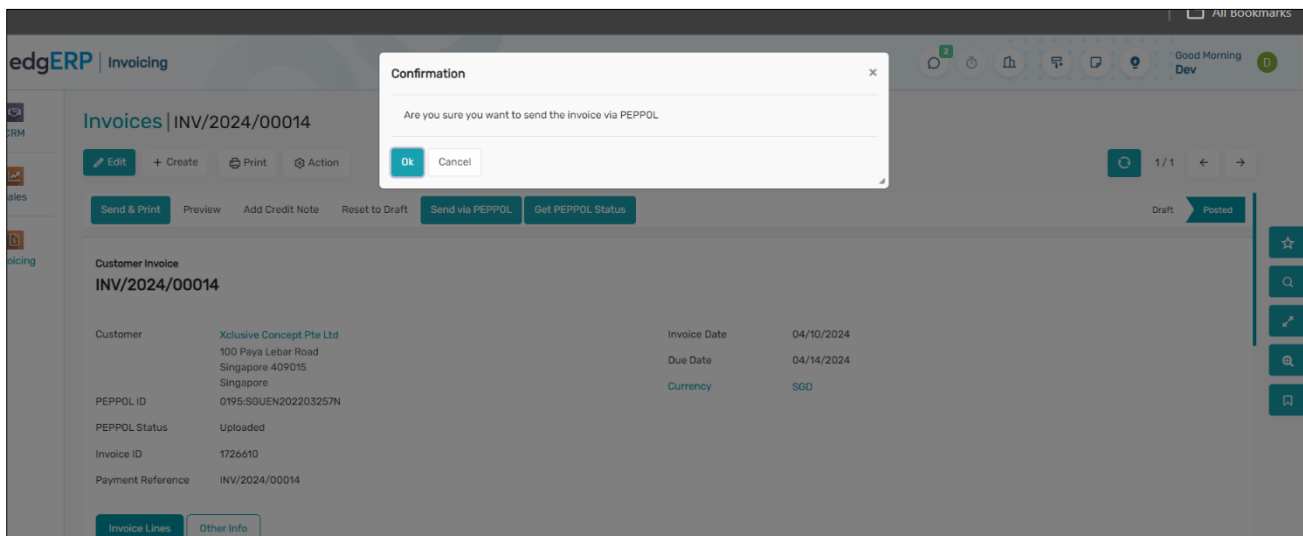 All Bookmarks
edgERP | Invoicing
2
Good Morning
Dev
D
Confirmation
×
Are you sure you want to send the invoice via PEPPOL
Ok
Cancel
CRM
Invoices | INV/2024/00014
Edit
+ Create
Print
Action
1/1
Send & Print
Preview
Add Credit Note
Reset to Draft
Send via PEPPOL
Get PEPPOL Status
Draft
Posted
ales
oicing
Customer Invoice
INV/2024/00014
Customer
Xclusive Concept Pte Ltd
100 Paya Lebar Road
Singapore 409015
Singapore
PEPPOL ID
0195:SGUEN202203257N
PEPPOL Status
Uploaded
Invoice ID
1726610
Payment Reference
INV/2024/00014
Invoice Date
04/10/2024
Due Date
04/14/2024
Currency
SGD
Invoice Lines
Other Info